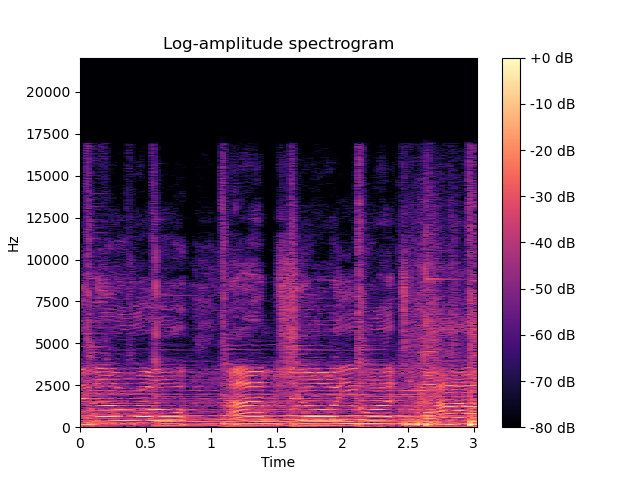 Log-amplitude spectrogram
Hz
20000
17500
15000
12500
10000
7500
5000
2500
0
0 0.5 1 1.5 2 2.5 3
Time
+0 dB
-10 dB
-20 dB
-30 dB
-40 dB
-50 dB
-60 dB
-70 dB
-80 dB